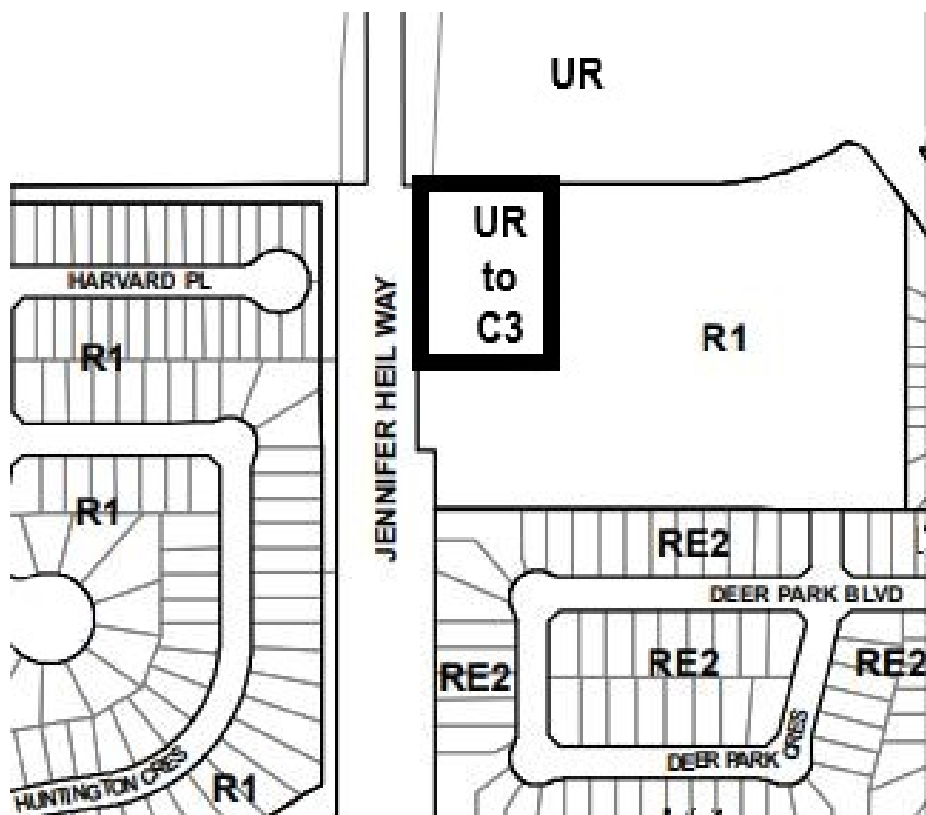 UR
UR
to
C3
HARVARD PL
R1
R1
JENNIFER HEIL WAY
R1
RE2
DEER PARK BLVD
RE2
RE2
RE2
DEER PARK CRES
HUNTINGTON CRES
R1